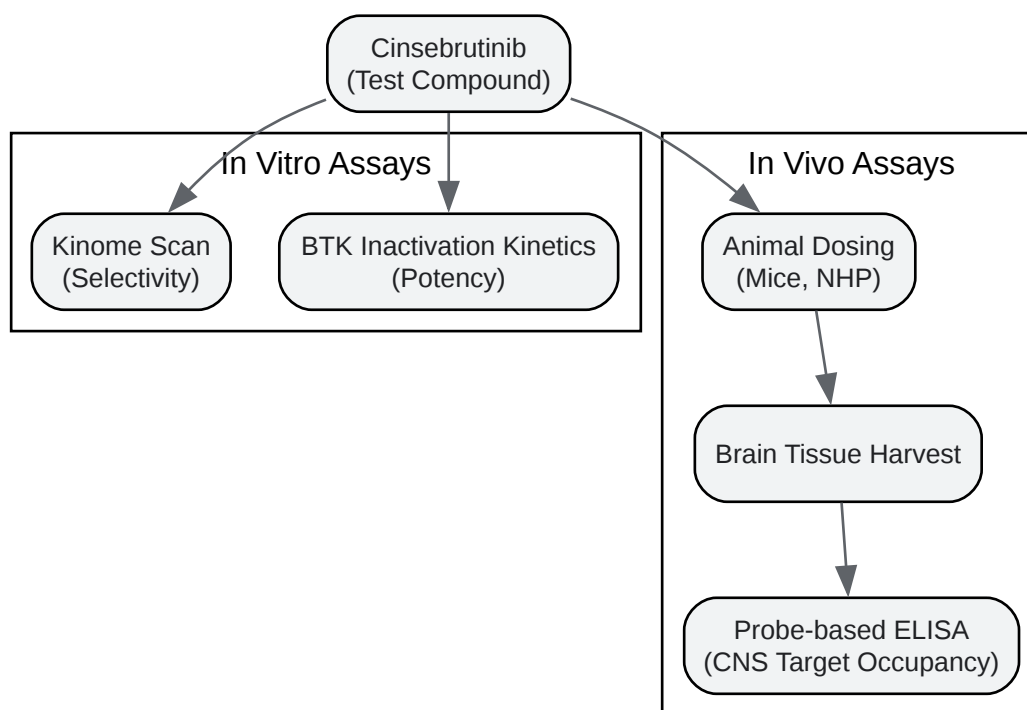 Cinsebrutinib
(Test Compound)
In Vitro Assays
In Vivo Assays
Kinome Scan
(Selectivity)
BTK Inactivation Kinetics
(Potency)
Animal Dosing
(Mice, NHP)
Brain Tissue Harvest
Probe-based ELISA
(CNS Target Occupancy)